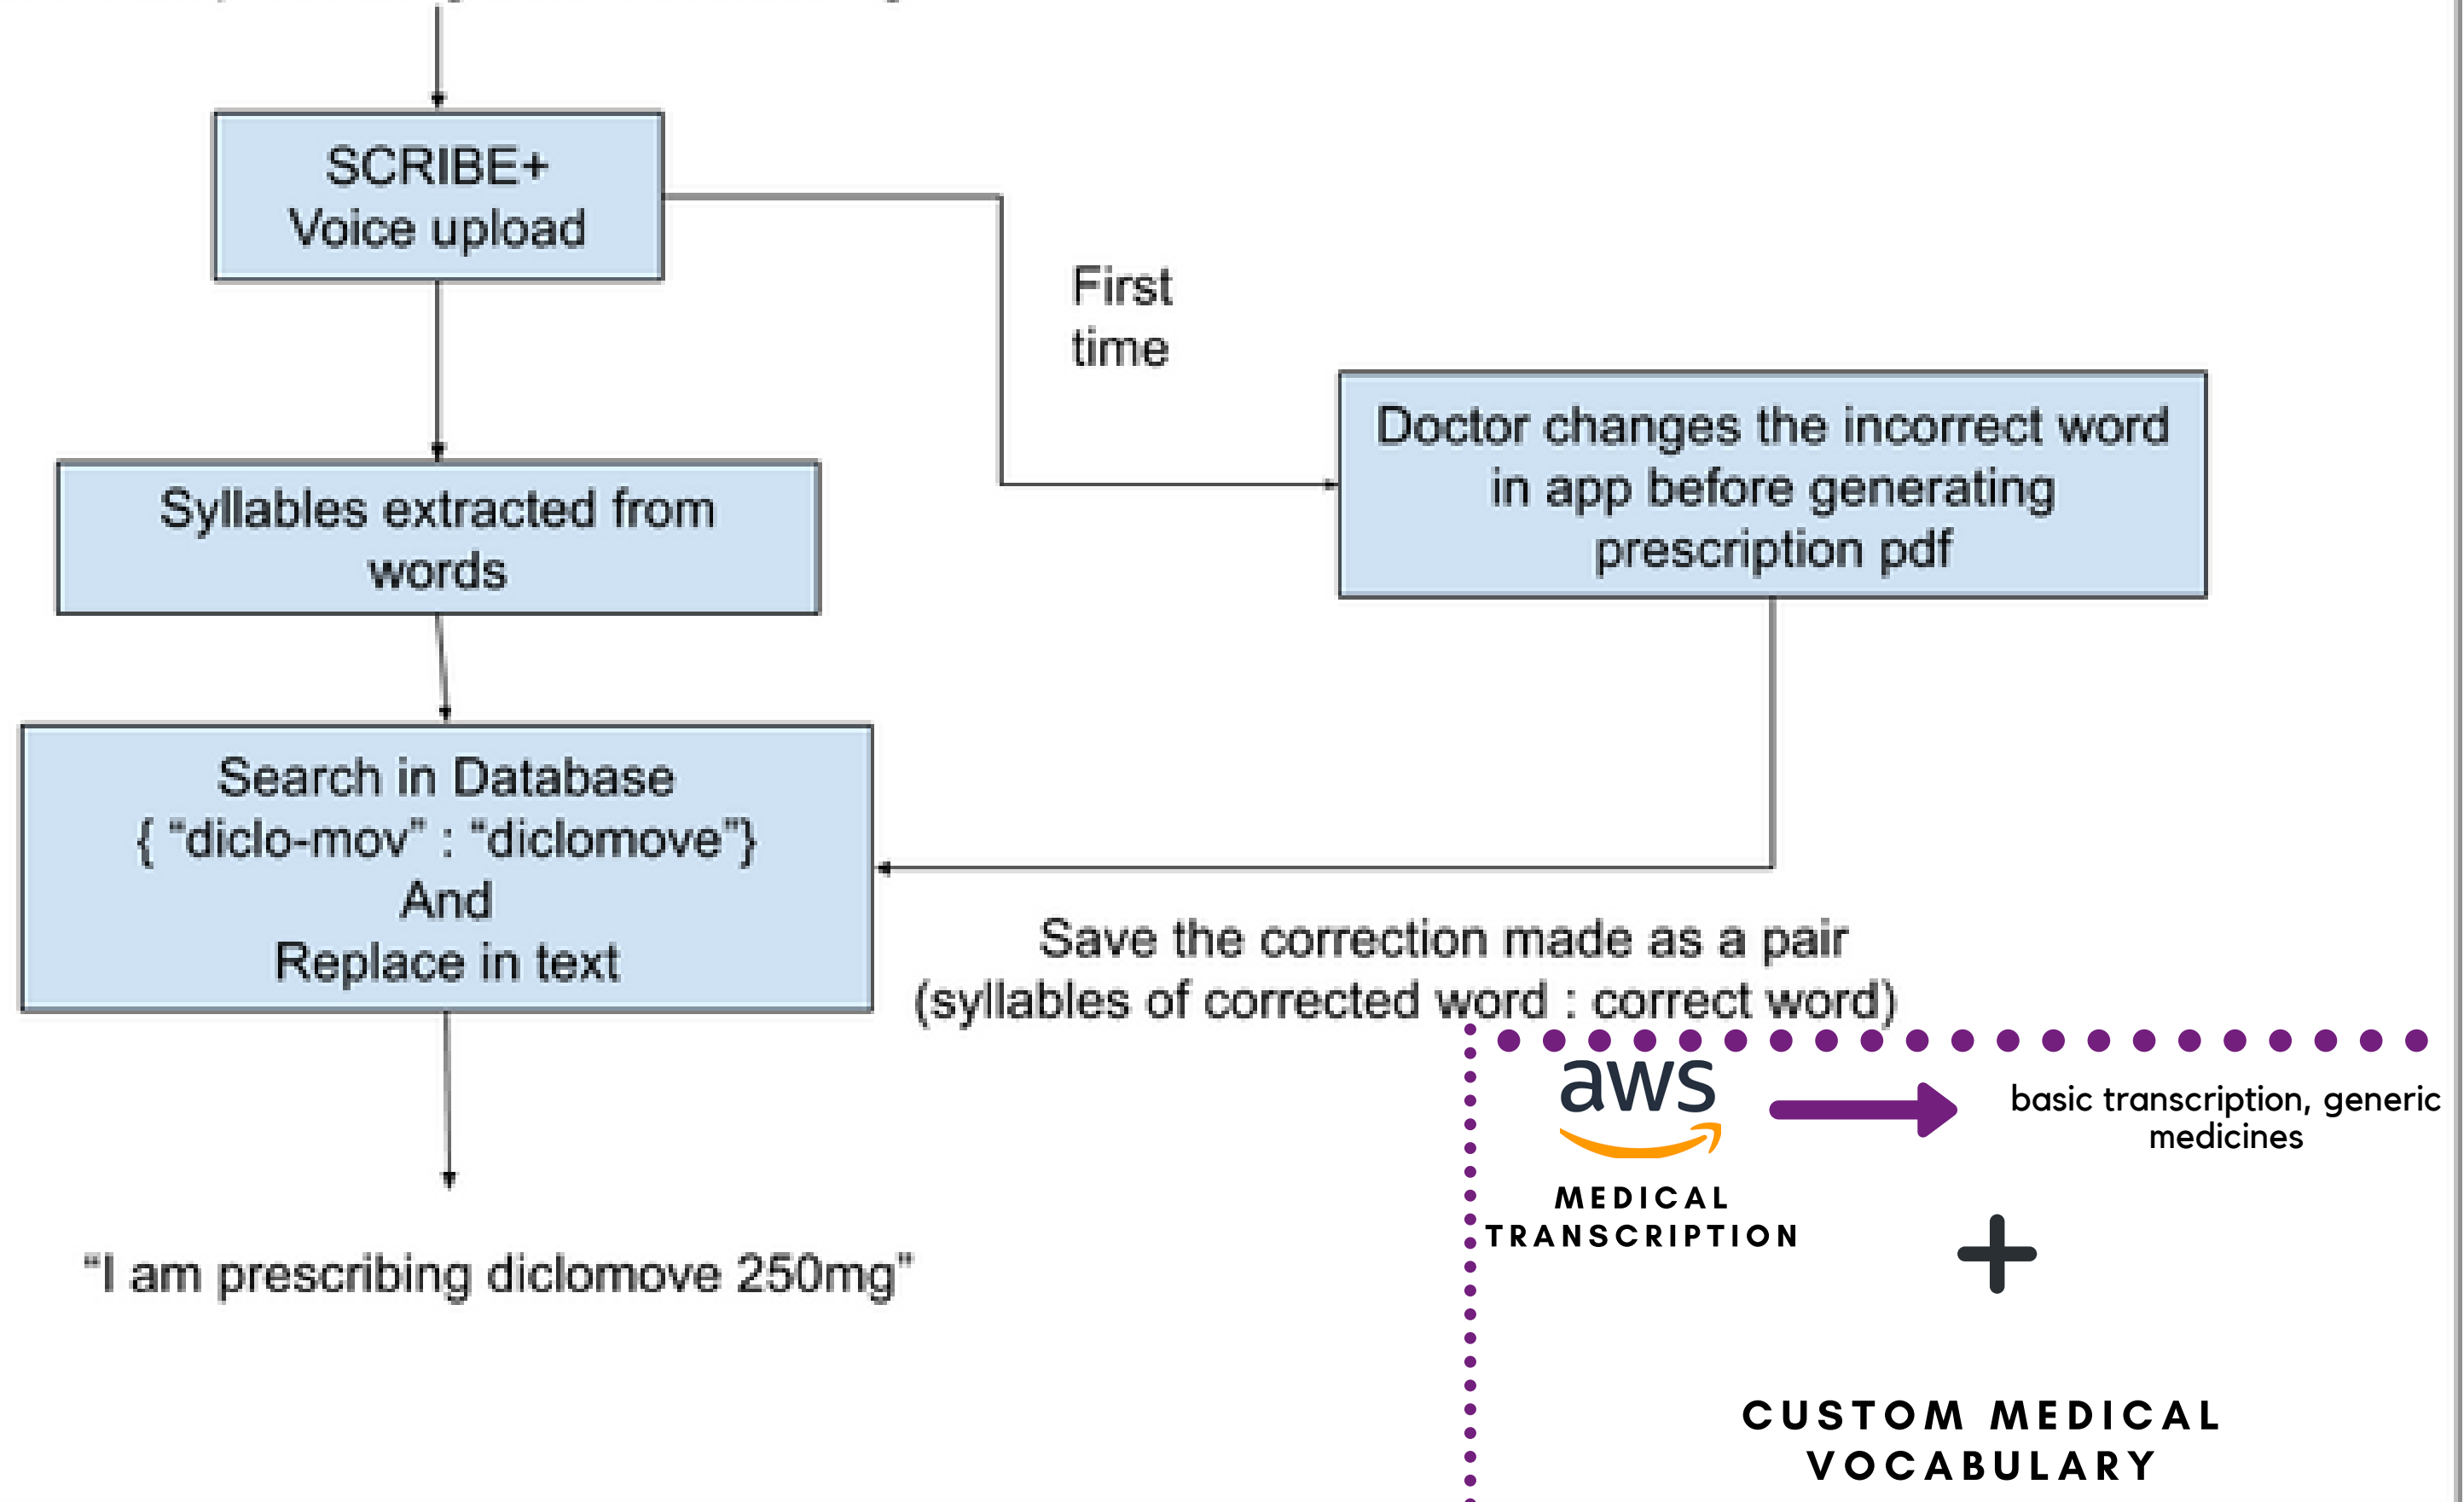 SCRIBE+
Voice upload
First
time
Doctor changes the incorrect word
in app before generating
prescription pdf
Syllables extracted from
words
Search in Database
{ “diclo-mov” : “diclomove”}
And
Replace in text
Save the correction made as a pair
(syllables of corrected word : correct word)
“I am prescribing diclomove 250mg”
aws
MEDICAL
TRANSCRIPTION
basic transcription, generic
medicines
+
CUSTOM MEDICAL
VOCABULARY